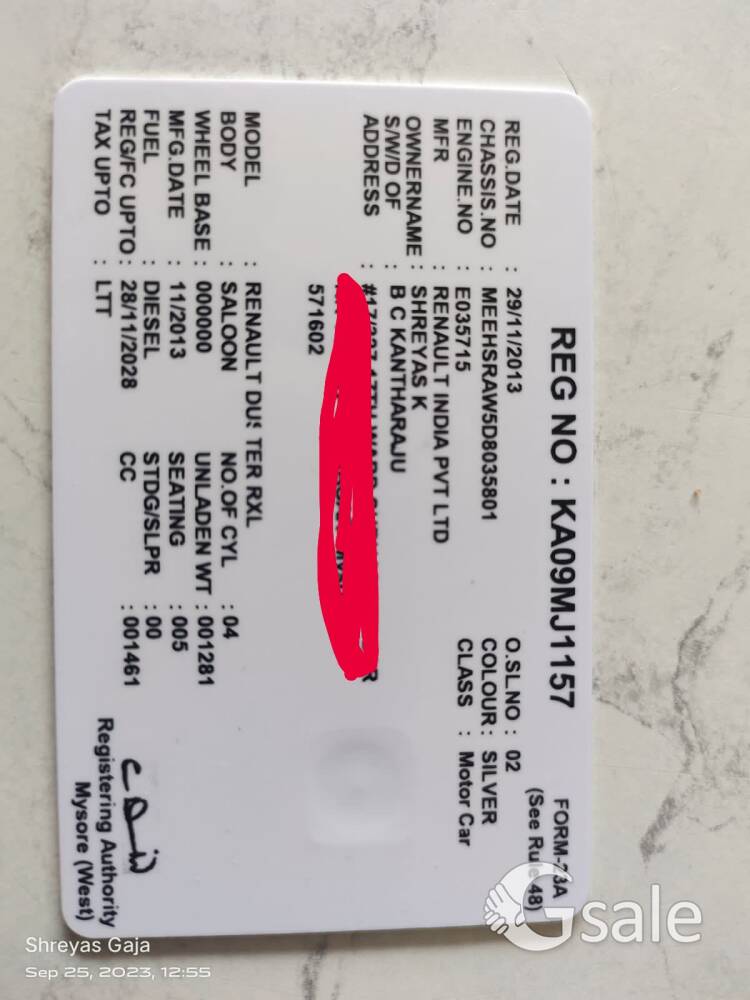 FORM-23A
(See Rule 48)
REG NO : KA09MJ1157
REG.DATE : 29/11/2013 O.SL.NO : 02
CHASSIS.NO : MEEHSRAW5D8035801 COLOUR : SILVER
ENGINE.NO : E035715 CLASS : Motor Car
MFR : RENAULT INDIA PVT LTD
OWNERNAME : SHREYAS K
S/W/D OF : B C KANTHARAJU
ADDRESS :
571602
MODEL : RENAULT DUSTER RXL
BODY : SALOON NO.OF CYL : 04
WHEEL BASE : 000000 UNLADEN WT : 001281
MFG.DATE : 11/2013 SEATING : 005
FUEL : DIESEL STDG/SLPR : 00
REG/FC UPTO : 28/11/2028 CC : 001461
TAX UPTO : LTT
Registering Authority
Mysore (West)
Gsale
Shreyas Gaja
Sep 25, 2023, 12:55